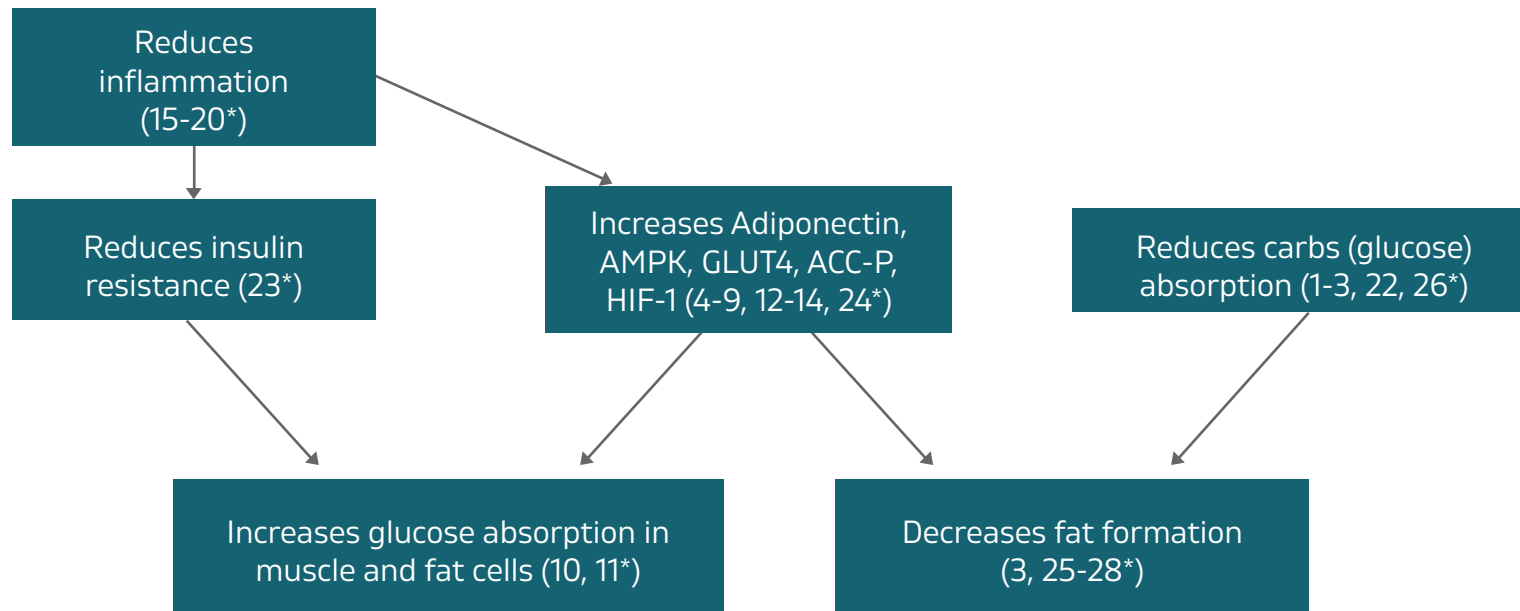 Reduces
inflammation
(15-20*)
Reduces insulin
resistance (23*)
Increases Adiponectin,
AMPK, GLUT4, ACC-P,
HIF-1 (4-9, 12-14, 24*)
Reduces carbs (glucose)
absorption (1-3, 22, 26*)
Increases glucose absorption in
muscle and fat cells (10, 11*)
Decreases fat formation
(3, 25-28*)